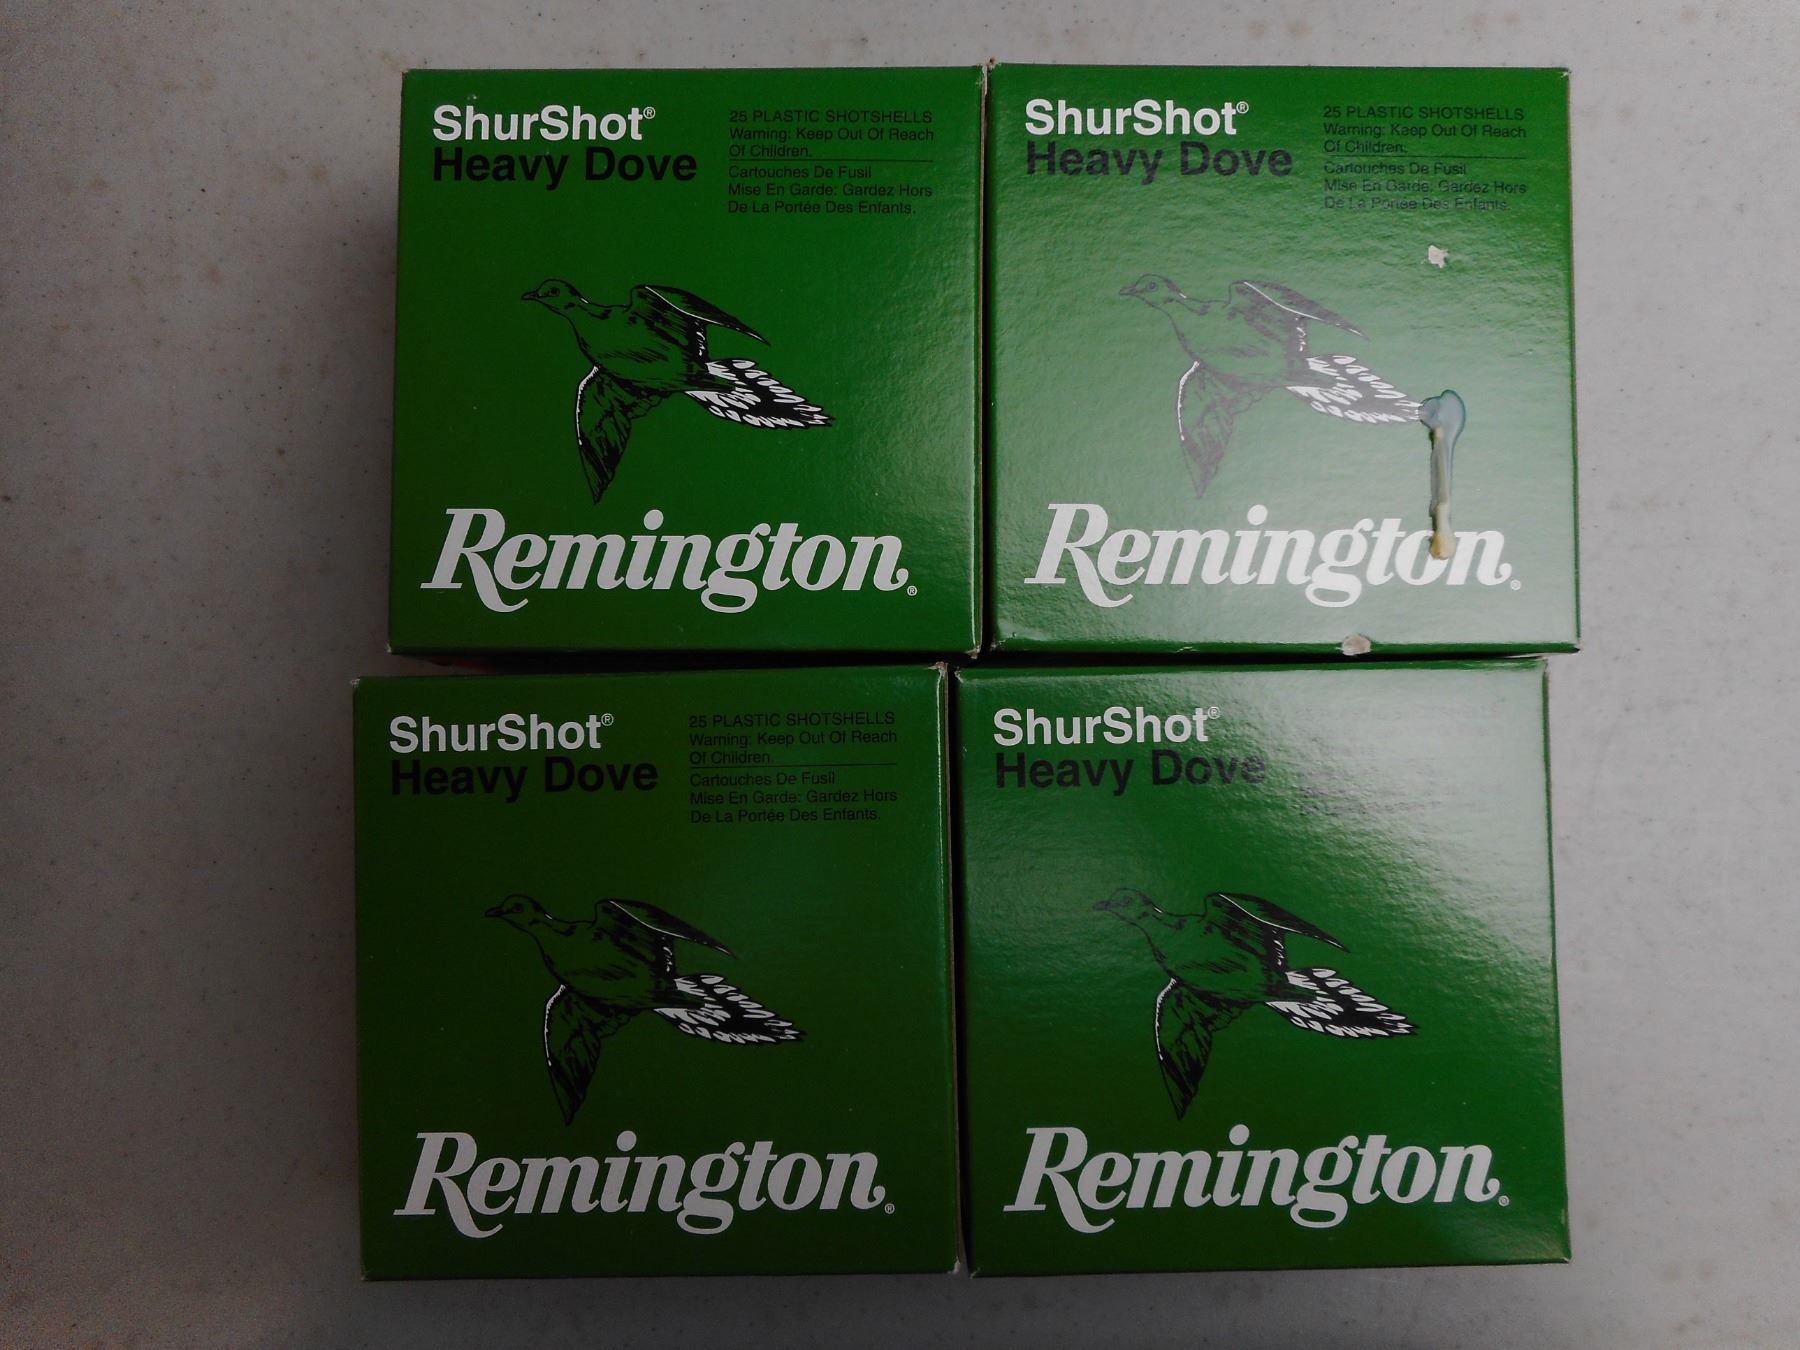 ShurShot®
Heavy Dove
25 PLASTIC SHOTSHELLS
Warning: Keep Out Of Reach
Of Children.
Cartouches De Fusil
Mise En Garde: Gardez Hors
De La Portée Des Enfants.
Remington®
ShurShot®
Heavy Dove
25 PLASTIC SHOTSHELLS
Warning: Keep Out Of Reach
Of Children.
Cartouches De Fusil
Mise En Garde: Gardez Hors
De La Portée Des Enfants.
Remington®
ShurShot®
Heavy Dove
25 PLASTIC SHOTSHELLS
Warning: Keep Out Of Reach
Of Children.
Cartouches De Fusil
Mise En Garde: Gardez Hors
De La Portée Des Enfants.
Remington®
ShurShot®
Heavy Dove
Remington®